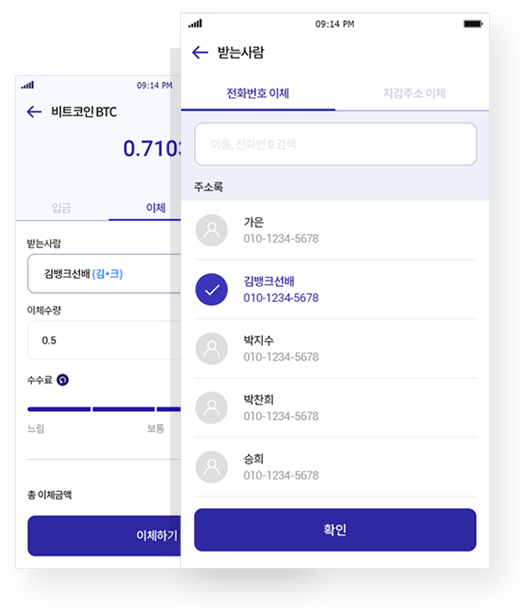 09:14 PM
비트코인 BTC
0.7103
입금
이체
받는사람
김뱅크선배 (김*크)
이체수량
0.5
수수료
느림
보통
총 이체금액
이체하기
09:14 PM
받는사람
전화번호 이체
지갑주소 이체
이름, 전화번호검색
주소록
가은
010-1234-5678
김뱅크선배
010-1234-5678
박지수
010-1234-5678
박찬희
010-1234-5678
승희
010-1234-5678
확인